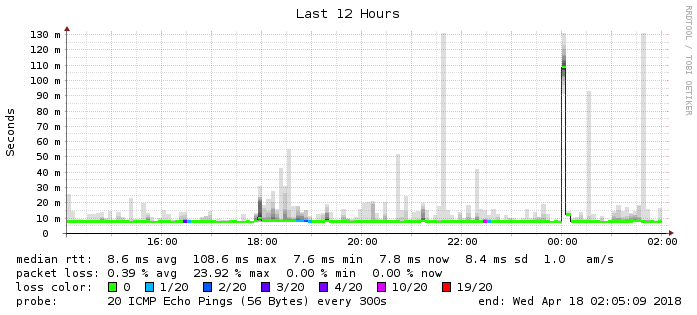 Last 12 Hours
RRDTOOL / TOBI OETIKER
Seconds
130 m
120 m
110 m
100 m
90 m
80 m
70 m
60 m
50 m
40 m
30 m
20 m
10 m
0
16:00 18:00 20:00 22:00 00:00 02:00
median rtt: 8.6 ms avg 108.6 ms max 7.6 ms min 7.8 ms now 8.4 ms sd 1.0 am/s
packet loss: 0.39 % avg 23.92 % max 0.00 % min 0.00 % now
loss color: 0 1/20 2/20 3/20 4/20 10/20 19/20
probe: 20 ICMP Echo Pings (56 Bytes) every 300s end: Wed Apr 18 02:05:09 2018